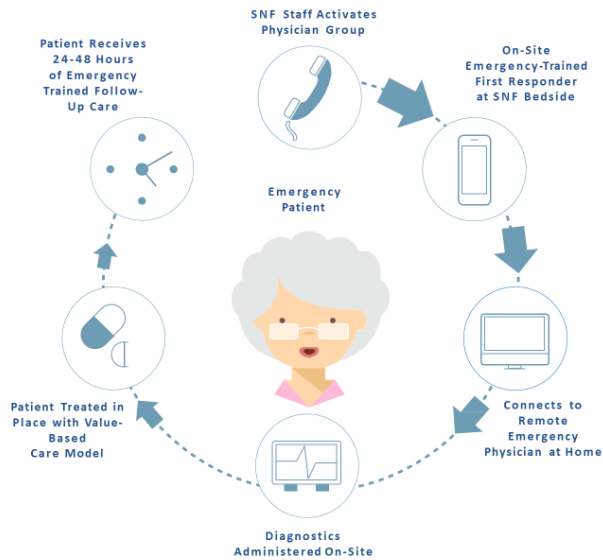 SNF Staff Activates
Physician Group
On-Site
Emergency-Trained
First Responder
at SNF Bedside
Connects to
Remote
Emergency
Physician at Home
Diagnostics
Administered On-Site
Patient Treated in
Place with Value-
Based
Care Model
Patient Receives
24-48 Hours
of Emergency
Trained Follow-
Up Care
Emergency
Patient